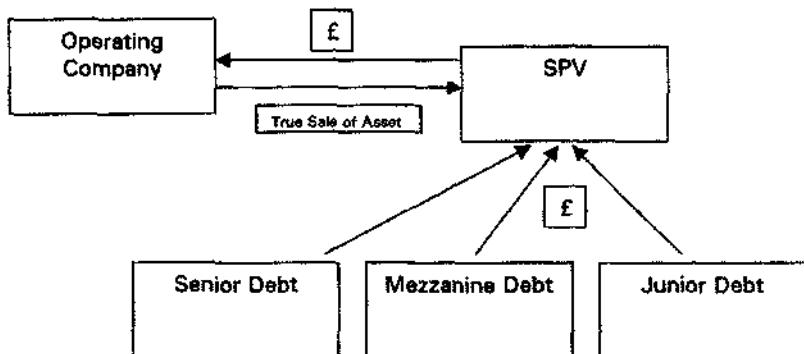 £
Operating
Company
SPV
True Sale of Asset
£
Senior Debt
Mezzanine Debt
Junior Debt